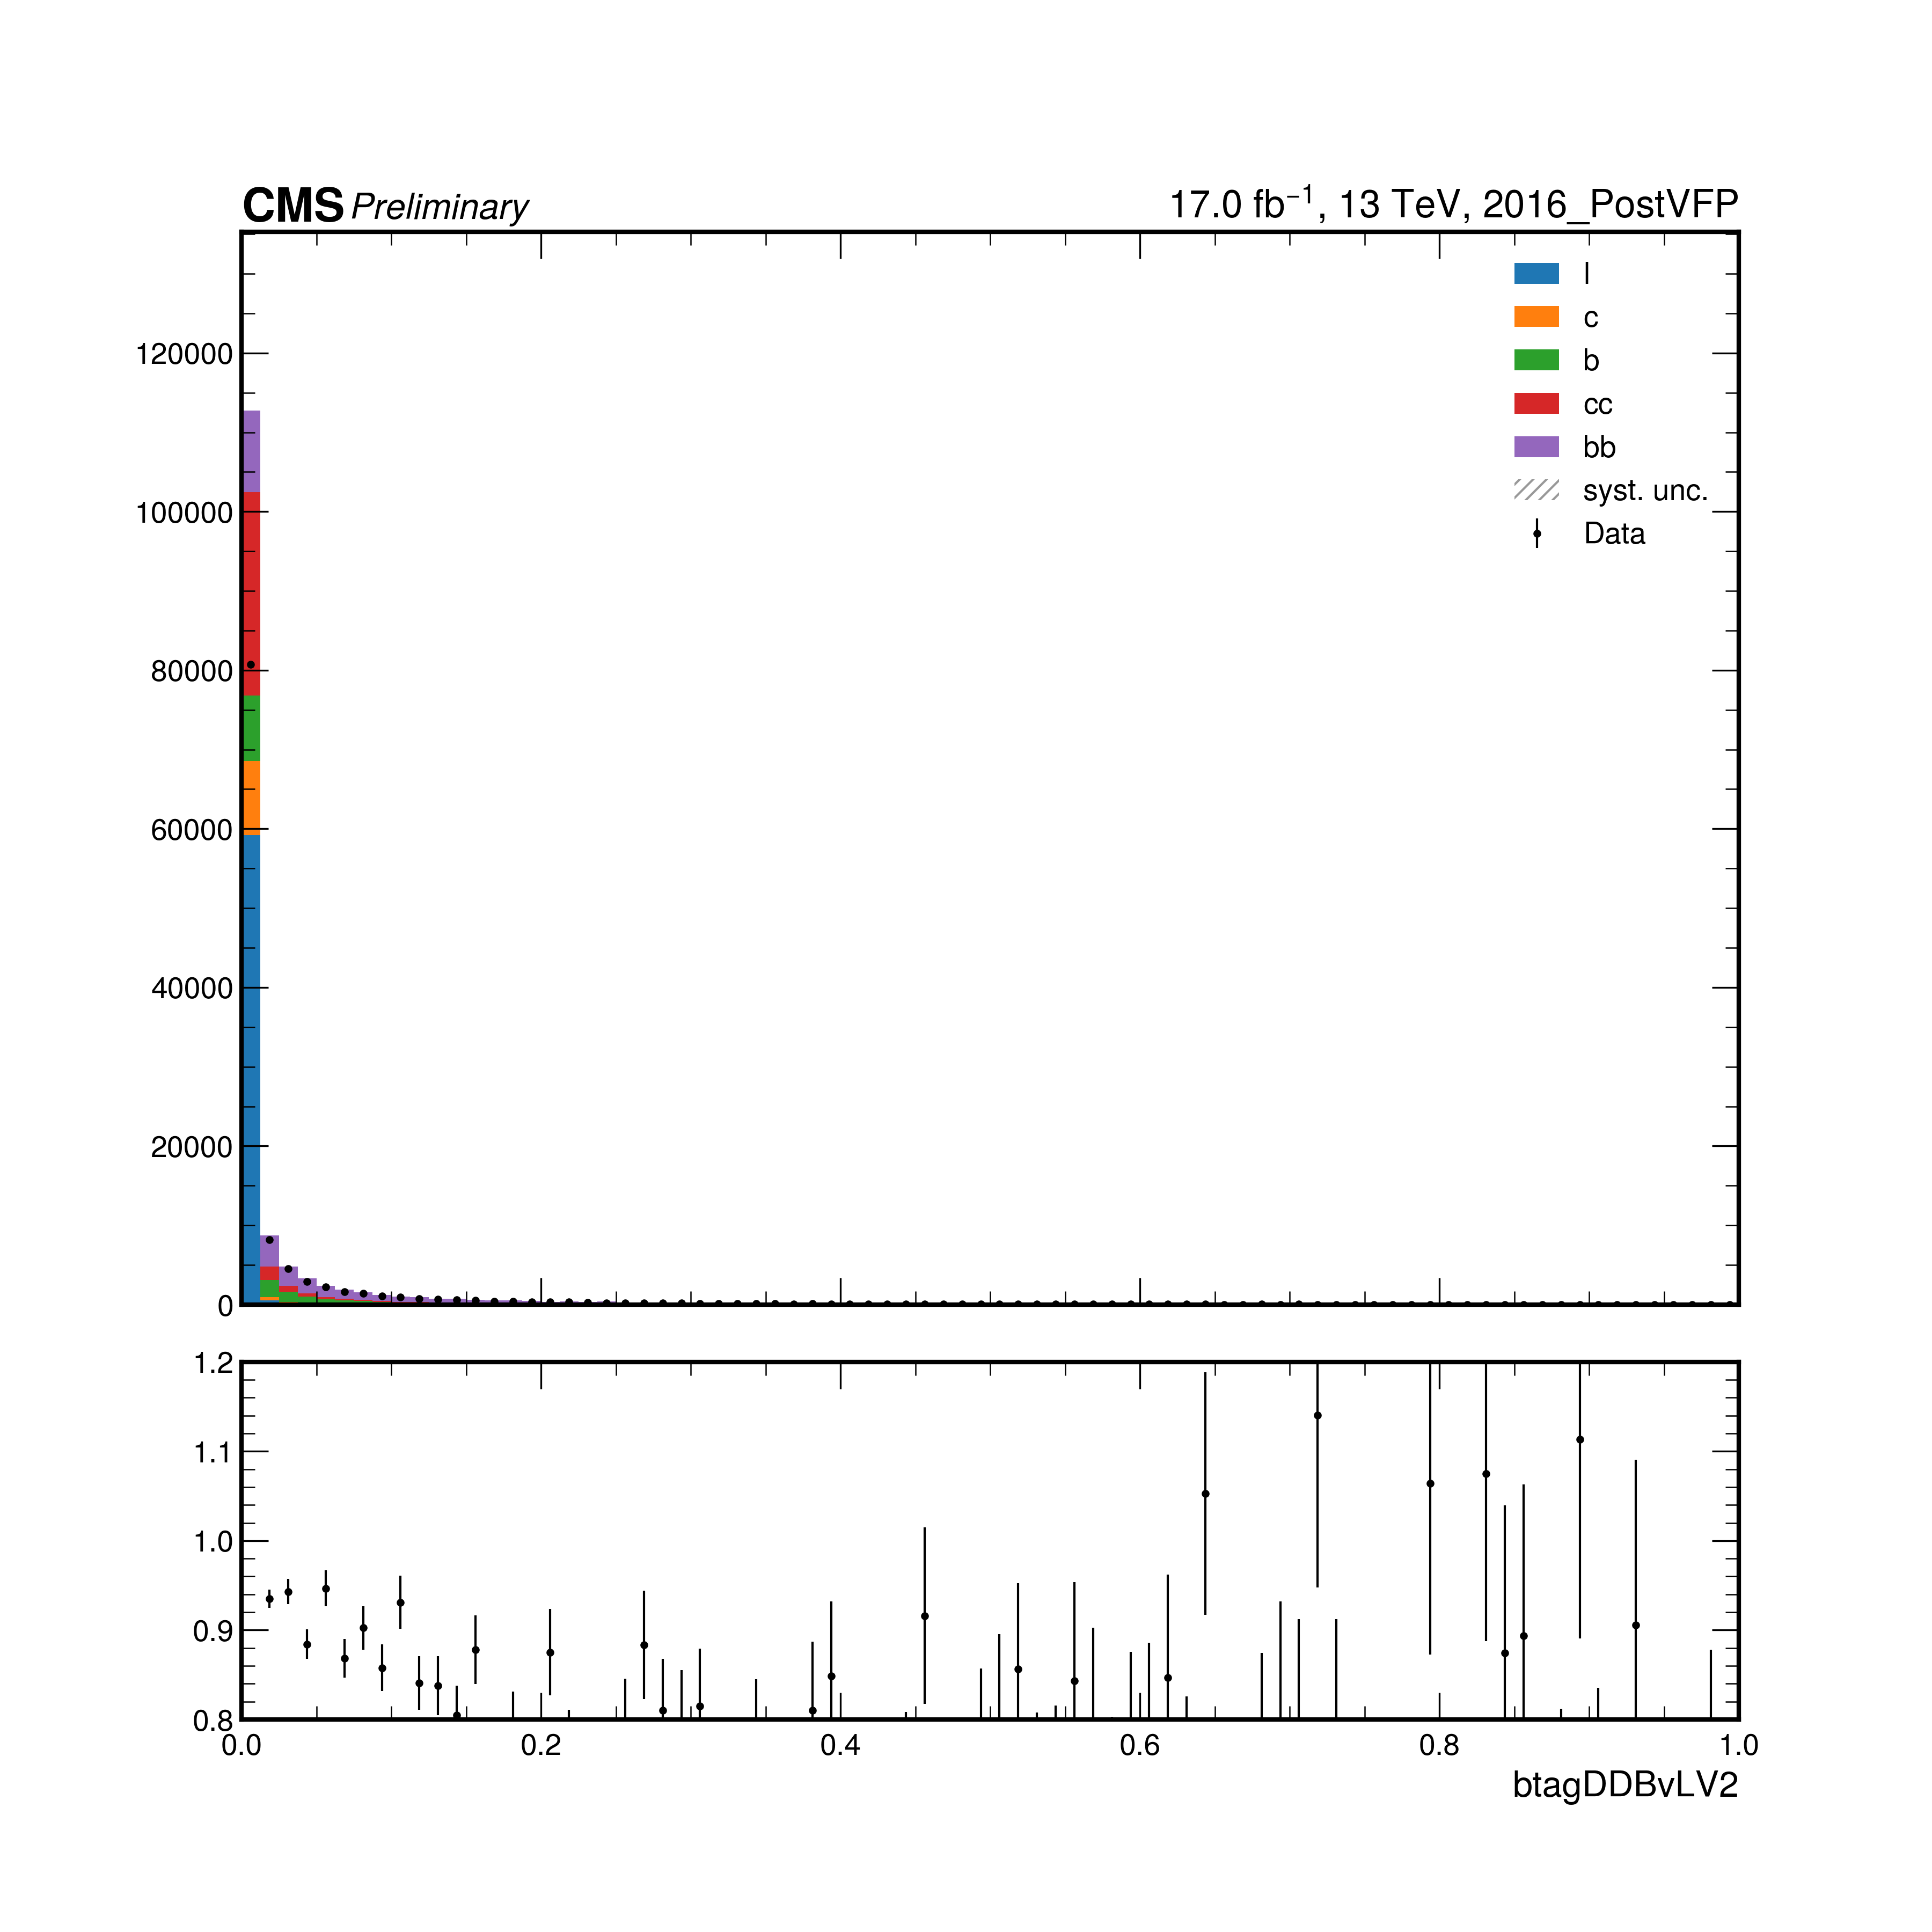 CMS Preliminary
17.0 fb⁻¹, 13 TeV, 2016_PostVFP
l
c
b
cc
bb
syst. unc.
Data
120000
100000
80000
60000
40000
20000
0
1.2
1.1
1.0
0.9
0.8
0.0 0.2 0.4 0.6 0.8 1.0
btagDDBvLV2